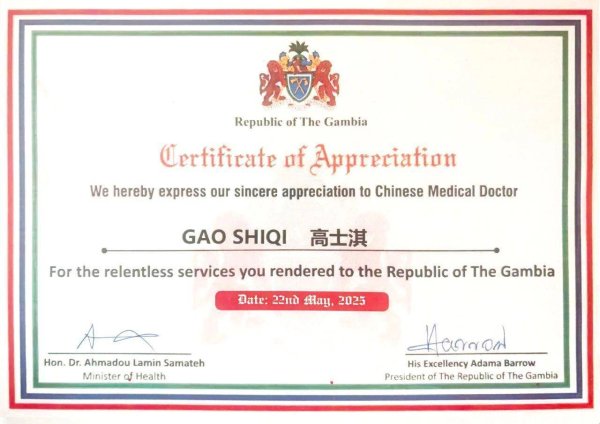 Republic of The Gambia
Certificate of Appreciation
We hereby express our sincere appreciation to Chinese Medical Doctor
GAO SHIQI 高士淇
For the relentless services you rendered to the Republic of The Gambia
Date: 22nd May, 2025
Hon. Dr. Ahmadou Lamin Samateh
His Excellency Adama Barrow
Minister of Health
President of The Republic of The Gambia